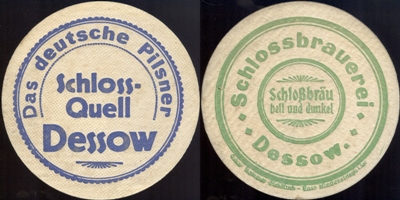 Das deutsche Pilsner
Schloss-
Quell
Dessow
Schlossbrauerei
Dessow.
Schloßbräu
hell und dunkel